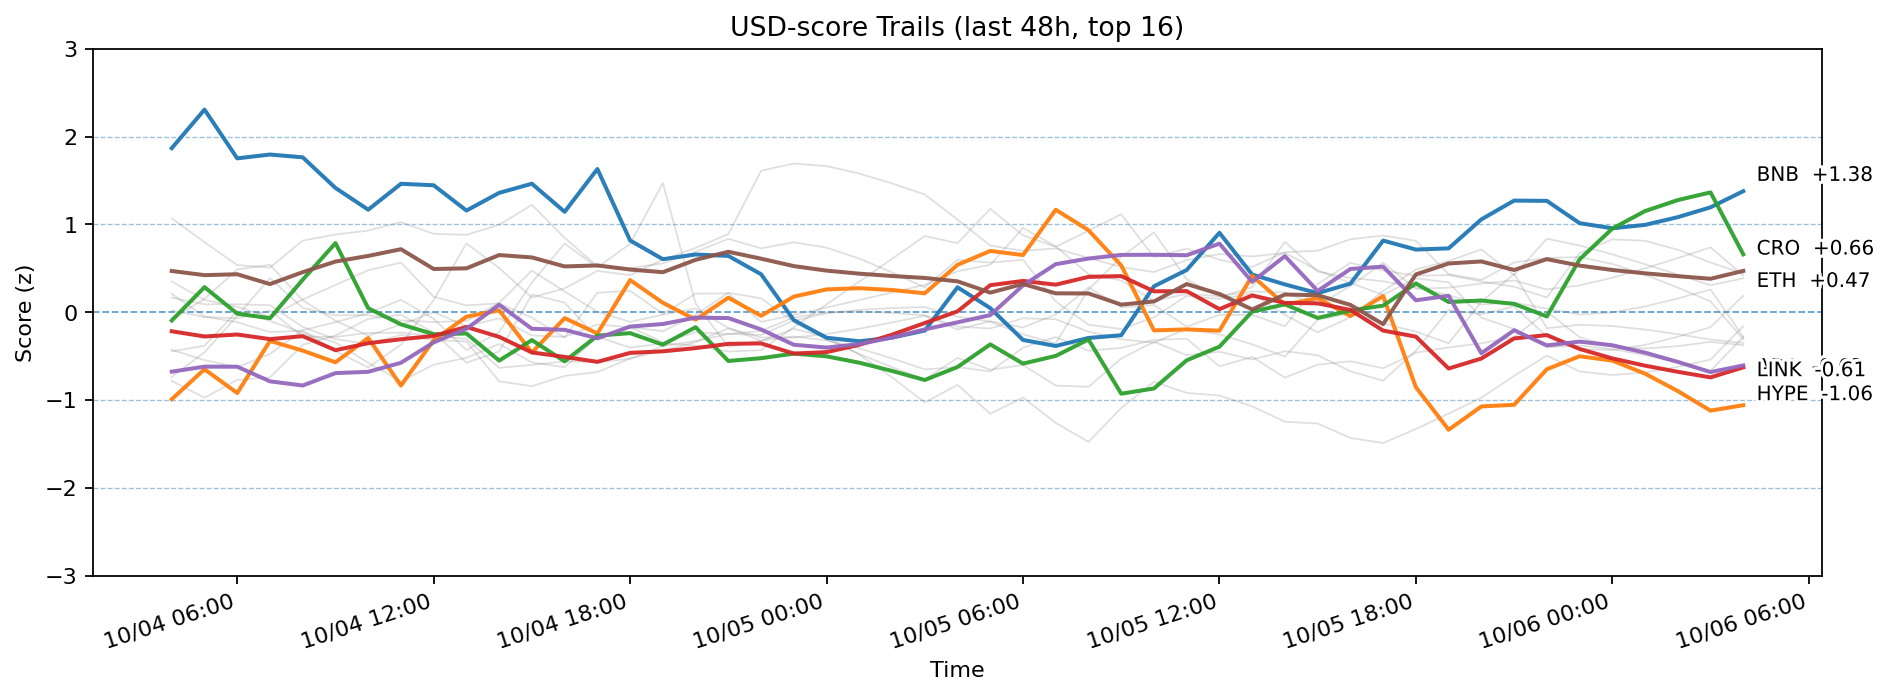 USD-score Trails (last 48h, top 16)
3
2
1
0
−1
−2
−3
Score (z)
BNB +1.38
CRO +0.66
ETH +0.47
LINK -0.61
HYPE -1.06
10/04 06:00
10/04 12:00
10/04 18:00
10/05 00:00
10/05 06:00
10/05 12:00
10/05 18:00
10/06 00:00
10/06 06:00
Time